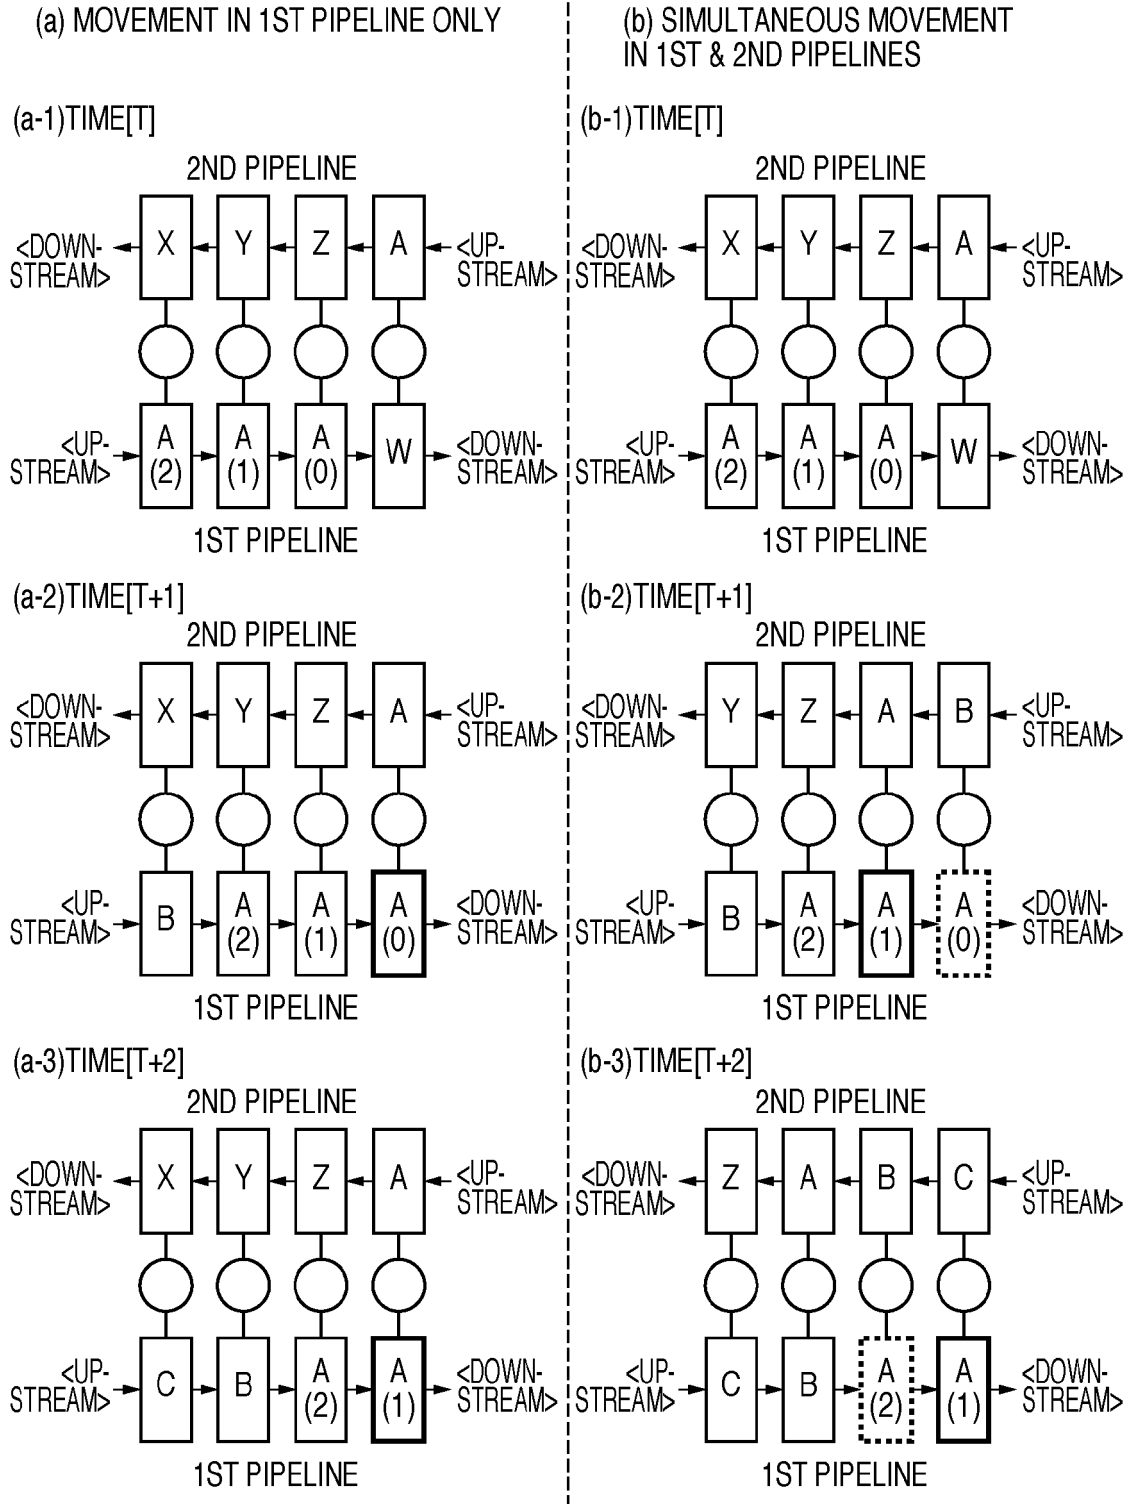 (a) MOVEMENT IN 1ST PIPELINE ONLY
(a-1)TIME[T]
2ND PIPELINE
<DOWN-
STREAM>
X Y Z A
<UP-
STREAM>
<UP-
STREAM>
A (2) A (1) A (0) W
<DOWN-
STREAM>
1ST PIPELINE
(a-2)TIME[T+1]
2ND PIPELINE
<DOWN-
STREAM>
X Y Z A
<UP-
STREAM>
<UP-
STREAM>
B A (2) A (1) A (0)
<DOWN-
STREAM>
1ST PIPELINE
(a-3)TIME[T+2]
2ND PIPELINE
<DOWN-
STREAM>
X Y Z A
<UP-
STREAM>
<UP-
STREAM>
C B A (2) A (1)
<DOWN-
STREAM>
1ST PIPELINE
(b) SIMULTANEOUS MOVEMENT
IN 1ST & 2ND PIPELINES
(b-1)TIME[T]
2ND PIPELINE
<DOWN-
STREAM>
X Y Z A
<UP-
STREAM>
<UP-
STREAM>
A (2) A (1) A (0) W
<DOWN-
STREAM>
1ST PIPELINE
(b-2)TIME[T+1]
2ND PIPELINE
<DOWN-
STREAM>
Y Z A B
<UP-
STREAM>
<UP-
STREAM>
B A (2) A (1) A (0)
<DOWN-
STREAM>
1ST PIPELINE
(b-3)TIME[T+2]
2ND PIPELINE
<DOWN-
STREAM>
Z A B C
<UP-
STREAM>
<UP-
STREAM>
C B A (2) A (1)
<DOWN-
STREAM>
1ST PIPELINE